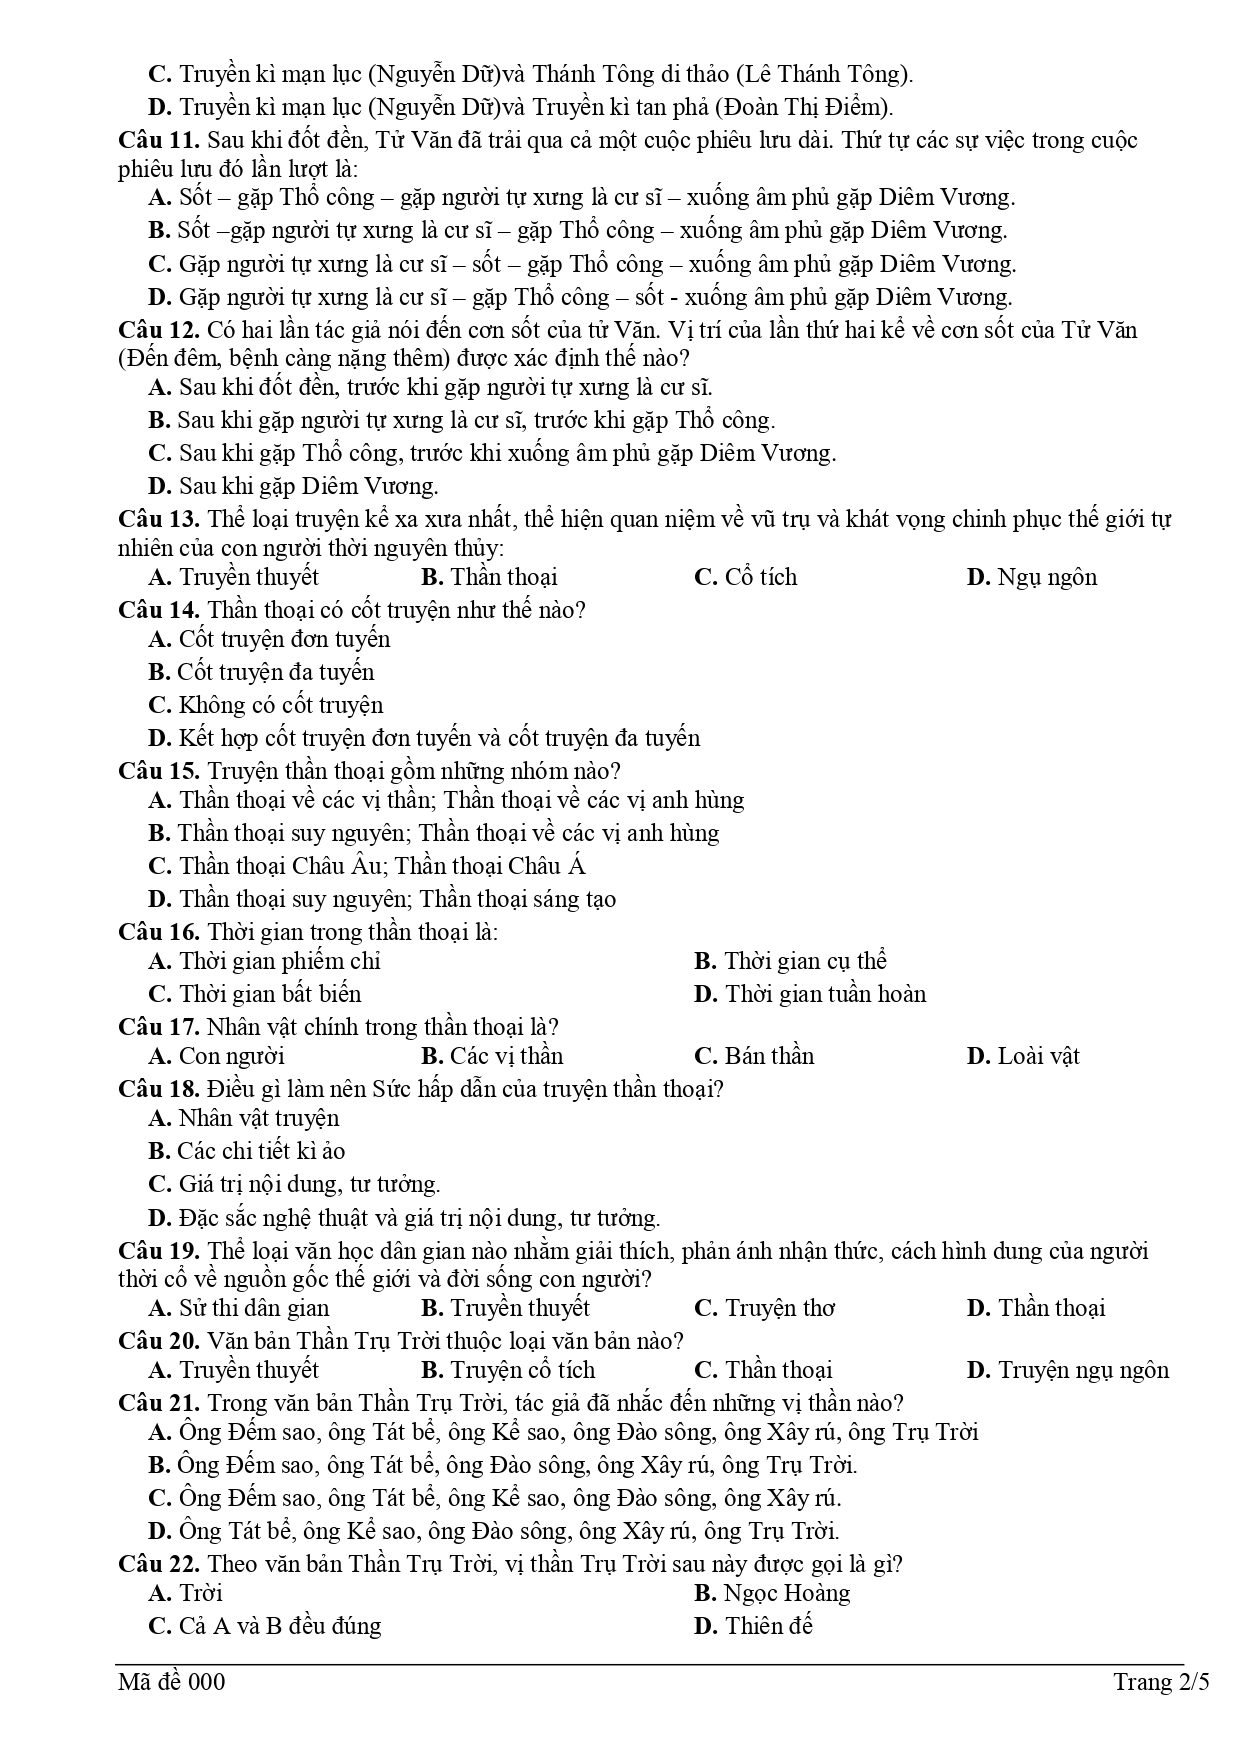 C. Truyền kì mạn lục (Nguyễn Dữ)và Thánh Tông di thảo (Lê Thánh Tông).
D. Truyền kì mạn lục (Nguyễn Dữ)và Truyền kì tan phả (Đoàn Thị Điểm).
Câu 11. Sau khi đốt đền, Tử Văn đã trải qua cả một cuộc phiêu lưu dài. Thứ tự các sự việc trong cuộc
phiêu lưu đó lần lượt là:
A. Sốt – gặp Thổ công – gặp người tự xưng là cư sĩ – xuống âm phủ gặp Diêm Vương.
B. Sốt –gặp người tự xưng là cư sĩ – gặp Thổ công – xuống âm phủ gặp Diêm Vương.
C. Gặp người tự xưng là cư sĩ – sốt – gặp Thổ công – xuống âm phủ gặp Diêm Vương.
D. Gặp người tự xưng là cư sĩ – gặp Thổ công – sốt - xuống âm phủ gặp Diêm Vương.
Câu 12. Có hai lần tác giả nói đến cơn sốt của tử Văn. Vị trí của lần thứ hai kể về cơn sốt của Tử Văn
(Đến đêm, bệnh càng nặng thêm) được xác định thế nào?
A. Sau khi đốt đền, trước khi gặp người tự xưng là cư sĩ.
B. Sau khi gặp người tự xưng là cư sĩ, trước khi gặp Thổ công.
C. Sau khi gặp Thổ công, trước khi xuống âm phủ gặp Diêm Vương.
D. Sau khi gặp Diêm Vương.
Câu 13. Thể loại truyện kể xa xưa nhất, thể hiện quan niệm về vũ trụ và khát vọng chinh phục thế giới tự
nhiên của con người thời nguyên thủy:
A. Truyền thuyết B. Thần thoại C. Cổ tích D. Ngụ ngôn
Câu 14. Thần thoại có cốt truyện như thế nào?
A. Cốt truyện đơn tuyến
B. Cốt truyện đa tuyến
C. Không có cốt truyện
D. Kết hợp cốt truyện đơn tuyến và cốt truyện đa tuyến
Câu 15. Truyện thần thoại gồm những nhóm nào?
A. Thần thoại về các vị thần; Thần thoại về các vị anh hùng
B. Thần thoại suy nguyên; Thần thoại về các vị anh hùng
C. Thần thoại Châu Âu; Thần thoại Châu Á
D. Thần thoại suy nguyên; Thần thoại sáng tạo
Câu 16. Thời gian trong thần thoại là:
A. Thời gian phiếm chỉ B. Thời gian cụ thể
C. Thời gian bất biến D. Thời gian tuần hoàn
Câu 17. Nhân vật chính trong thần thoại là?
A. Con người B. Các vị thần C. Bán thần D. Loài vật
Câu 18. Điều gì làm nên Sức hấp dẫn của truyện thần thoại?
A. Nhân vật truyện
B. Các chi tiết kì ảo
C. Giá trị nội dung, tư tưởng.
D. Đặc sắc nghệ thuật và giá trị nội dung, tư tưởng.
Câu 19. Thể loại văn học dân gian nào nhằm giải thích, phản ánh nhận thức, cách hình dung của người
thời cổ về nguồn gốc thế giới và đời sống con người?
A. Sử thi dân gian B. Truyền thuyết C. Truyện thơ D. Thần thoại
Câu 20. Văn bản Thần Trụ Trời thuộc loại văn bản nào?
A. Truyền thuyết B. Truyện cổ tích C. Thần thoại D. Truyện ngụ ngôn
Câu 21. Trong văn bản Thần Trụ Trời, tác giả đã nhắc đến những vị thần nào?
A. Ông Đếm sao, ông Tát bể, ông Kể sao, ông Đào sông, ông Xây rú, ông Trụ Trời
B. Ông Đếm sao, ông Tát bể, ông Đào sông, ông Xây rú, ông Trụ Trời.
C. Ông Đếm sao, ông Tát bể, ông Kể sao, ông Đào sông, ông Xây rú.
D. Ông Tát bể, ông Kể sao, ông Đào sông, ông Xây rú, ông Trụ Trời.
Câu 22. Theo văn bản Thần Trụ Trời, vị thần Trụ Trời sau này được gọi là gì?
A. Trời B. Ngọc Hoàng
C. Cả A và B đều đúng D. Thiên đế
Mã đề 000 Trang 2/5